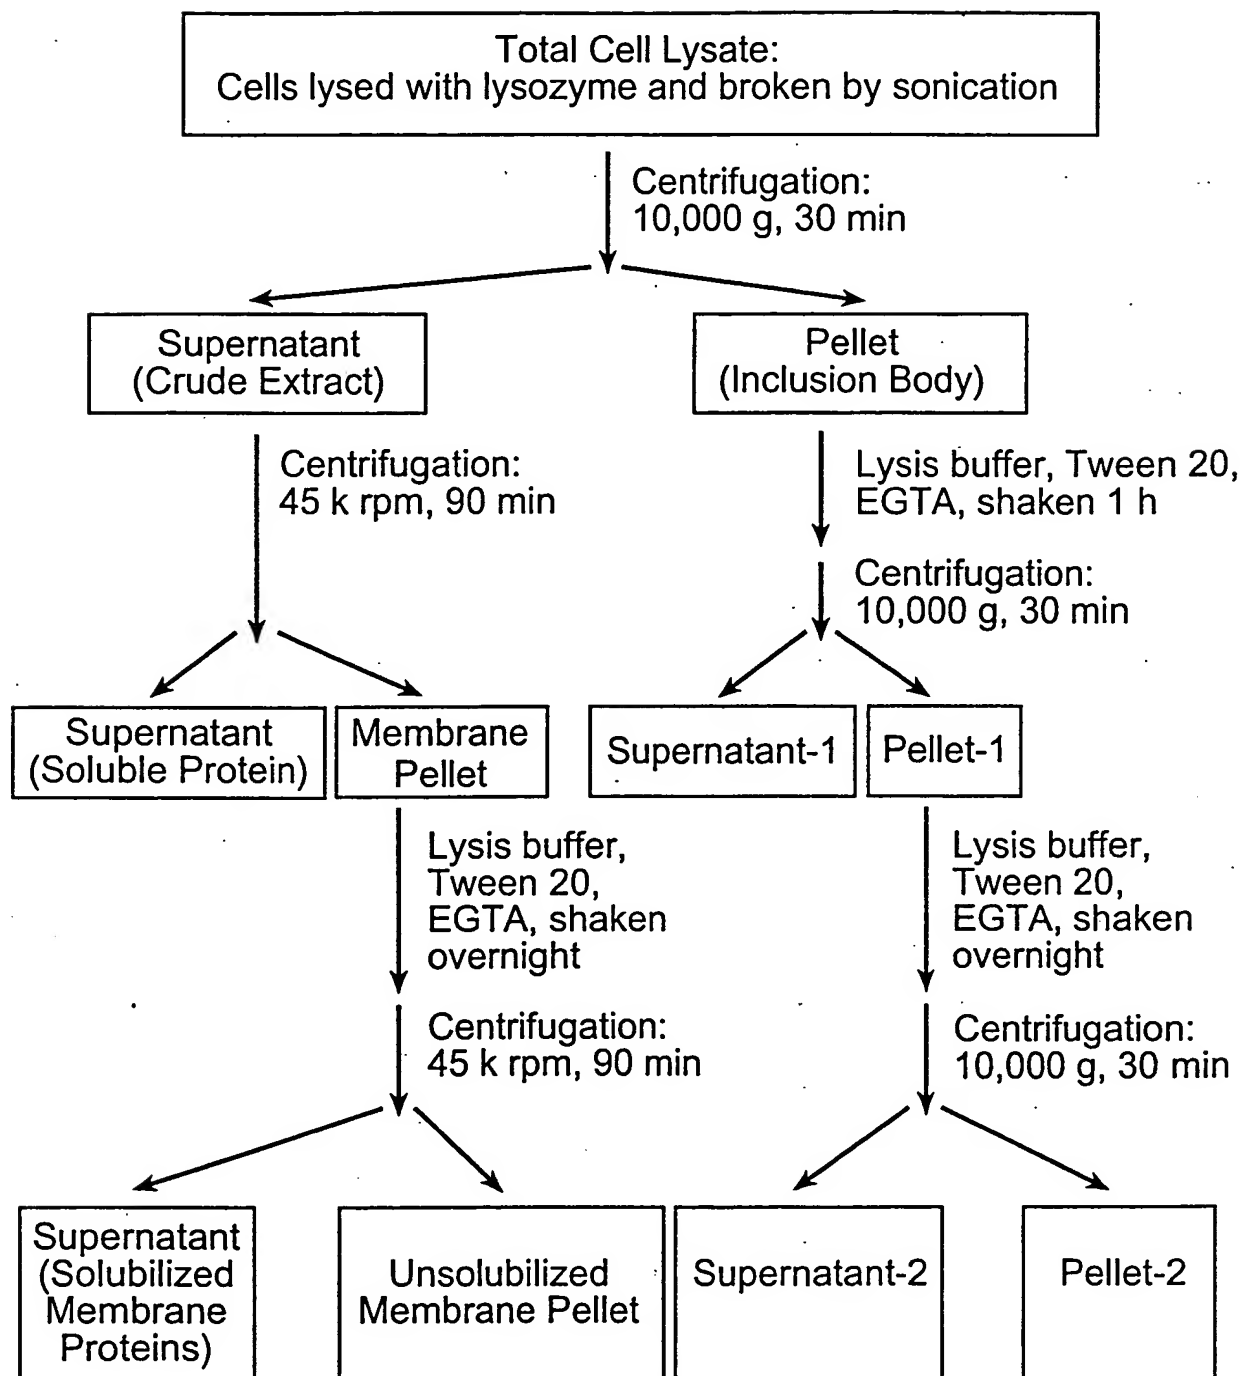 Total Cell Lysate:
Cells lysed with lysozyme and broken by sonication
Centrifugation:
10,000 g, 30 min
Supernatant
(Crude Extract)
Pellet
(Inclusion Body)
Centrifugation:
45 k rpm, 90 min
Lysis buffer, Tween 20,
EGTA, shaken 1 h
Centrifugation:
10,000 g, 30 min
Supernatant
(Soluble Protein)
Membrane
Pellet
Supernatant-1
Pellet-1
Lysis buffer,
Tween 20,
EGTA, shaken
overnight
Lysis buffer,
Tween 20,
EGTA, shaken
overnight
Centrifugation:
45 k rpm, 90 min
Centrifugation:
10,000 g, 30 min
Supernatant
(Solubilized
Membrane
Proteins)
Unsolubilized
Membrane Pellet
Supernatant-2
Pellet-2